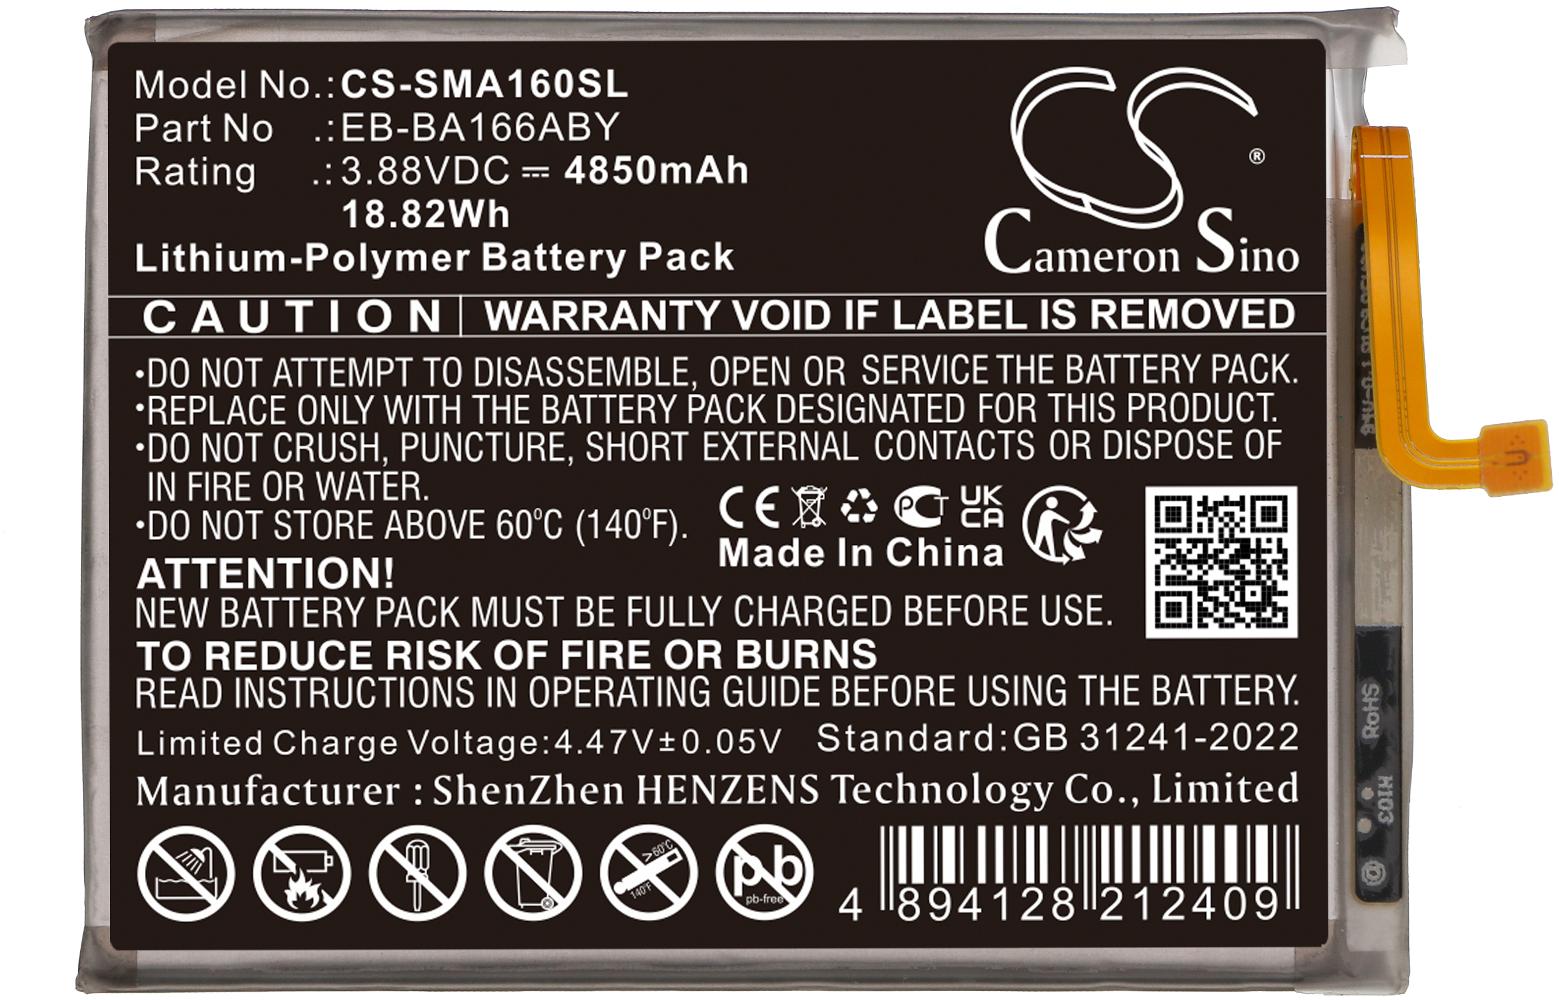 Model No.: CS-SMA160SL
Part No .: EB-BA166ABY
Rating .: 3.88VDC ⎓ 4850mAh
18.82Wh
Lithium-Polymer Battery Pack
Cameron Sino
®
CAUTION | WARRANTY VOID IF LABEL IS REMOVED
•DO NOT ATTEMPT TO DISASSEMBLE, OPEN OR SERVICE THE BATTERY PACK.
•REPLACE ONLY WITH THE BATTERY PACK DESIGNATED FOR THIS PRODUCT.
•DO NOT CRUSH, PUNCTURE, SHORT EXTERNAL CONTACTS OR DISPOSE OF
IN FIRE OR WATER.
•DO NOT STORE ABOVE 60°C (140°F).
CE PCT UK
CA
Made In China
ATTENTION!
NEW BATTERY PACK MUST BE FULLY CHARGED BEFORE USE.
TO REDUCE RISK OF FIRE OR BURNS
READ INSTRUCTIONS IN OPERATING GUIDE BEFORE USING THE BATTERY.
Limited Charge Voltage:4.47V±0.05V Standard:GB 31241-2022
Manufacturer : ShenZhen HENZENS Technology Co., Limited
>60°C
140°F
pb
pb-free
4 894128 212409
RoHS
H103